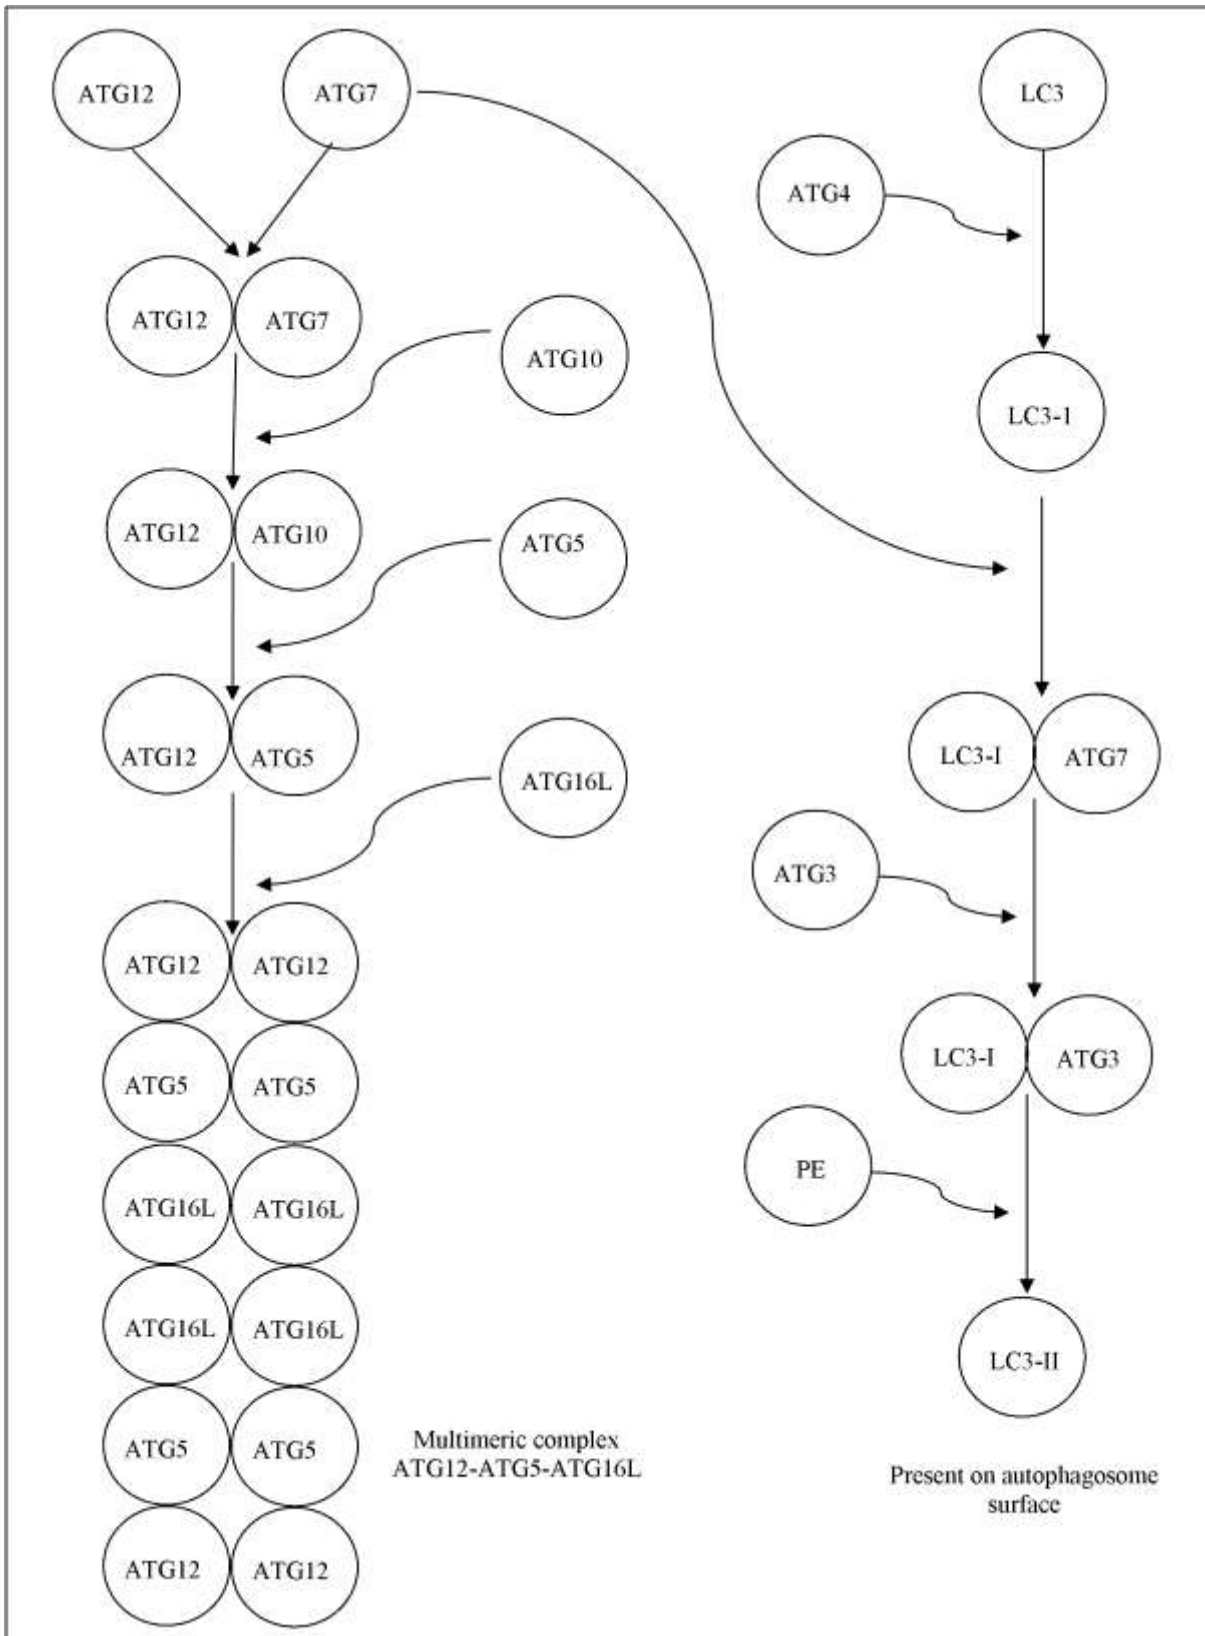 ATG12
ATG7
LC3
ATG4
ATG12
ATG7
ATG10
LC3-1
ATG12
ATG10
ATG5
ATG12
ATG5
ATG16L
LC3-I
ATG7
ATG3
ATG12
ATG12
LC3-I
ATG3
ATG5
ATG5
PE
ATG16L
ATG16L
ATG16L
ATG16L
LC3-II
ATG5
ATG5
Multimeric complex
ATG12-ATG5-ATG16L
Present on autophagosome
surface
ATG12
ATG12